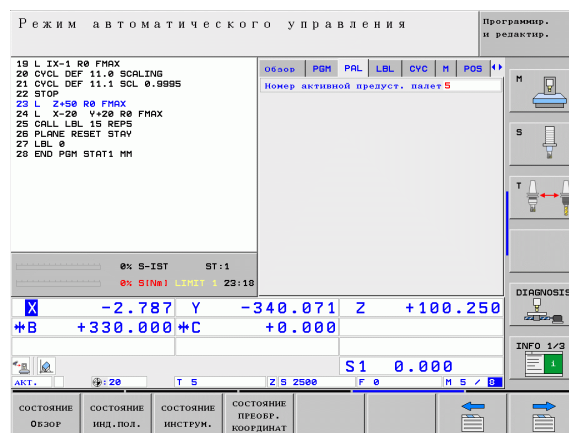 Режим автоматического управления
Программир.
и редактир.
19 L IX-1 R0 FMAX
20 CYCL DEF 11.0 SCALING
21 CYCL DEF 11.1 SCL 0.9995
22 STOP
23 L Z+50 R0 FMAX
24 L X-20 Y+20 R0 FMAX
25 CALL LBL 15 REP5
26 PLANE RESET STAY
27 LBL 0
28 END PGM STAT1 MM
Обзор PGM PAL LBL CYC M POS
Номер активной предуст. палет 5
M
S
T
DIAGNOSIS
INFO 1/3
0% S-IST ST:1
0% S[Nm] LIMIT 1 23:18
X -2.787 Y -340.071 Z +100.250
B +330.000 C +0.000
S1 0.000
АКТ. :20 T 5 Z S 2500 F 0 M 5 / 8
СОСТОЯНИЕ
ОБЗОР
СОСТОЯНИЕ
ИНД.ПОЛ.
СОСТОЯНИЕ
ИНСТРУМ.
СОСТОЯНИЕ
ПРЕОБР.
КООРДИНАТ